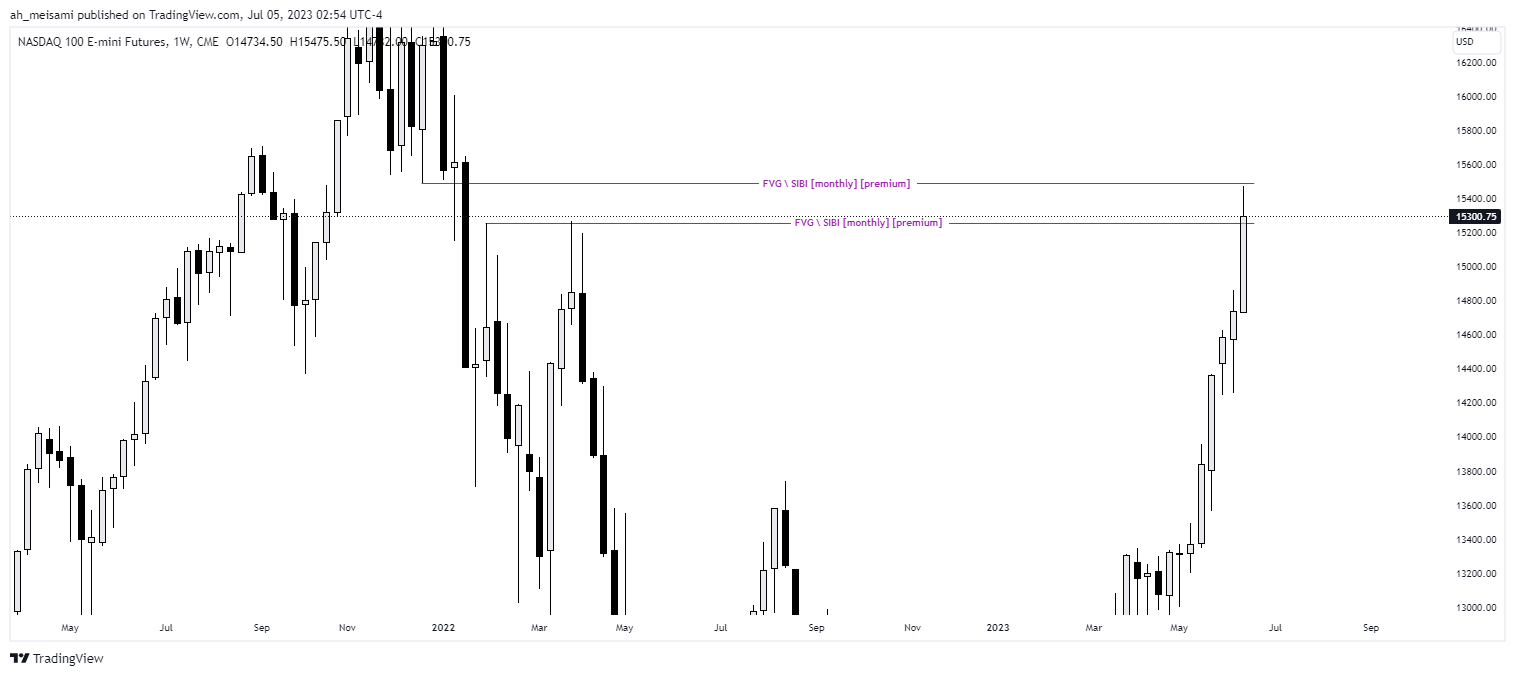 ah_meisami published on TradingView.com, Jul 05, 2023 02:54 UTC-4
NASDAQ 100 E-mini Futures, 1W, CME O14734.50 H15475.50
USD
16200.00
16000.00
15800.00
15600.00
FVG \ SIBI [monthly] [premium]
15400.00
15300.75
FVG \ SIBI [monthly] [premium]
15200.00
15000.00
14800.00
14600.00
14400.00
14200.00
14000.00
13800.00
13600.00
13400.00
13200.00
13000.00
May Jul Sep Nov 2022 Mar May Jul Sep Nov 2023 Mar May Jul Sep
TradingView